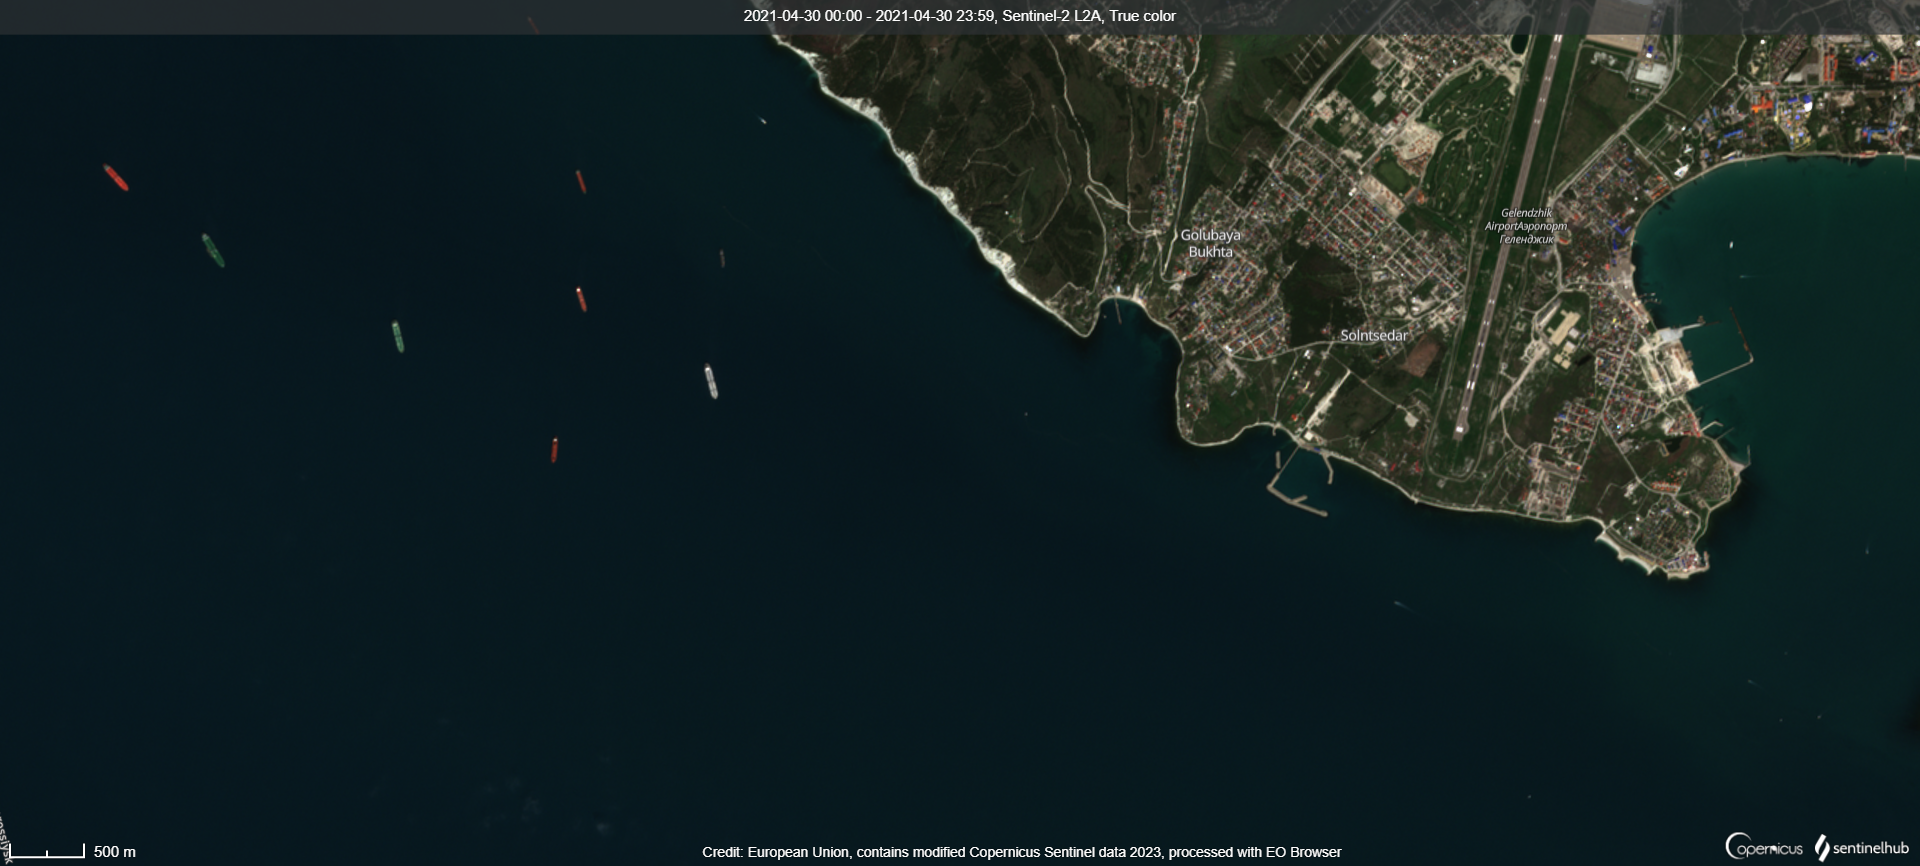 2021-04-30 00:00 - 2021-04-30 23:59, Sentinel-2 L2A, True color
Gelendzhik
AirportАэропорт
Геленджик
Golubaya
Bukhta
Solntsedar
500 m
Credit: European Union, contains modified Copernicus Sentinel data 2023, processed with EO Browser
Copernicus
sentinelhub